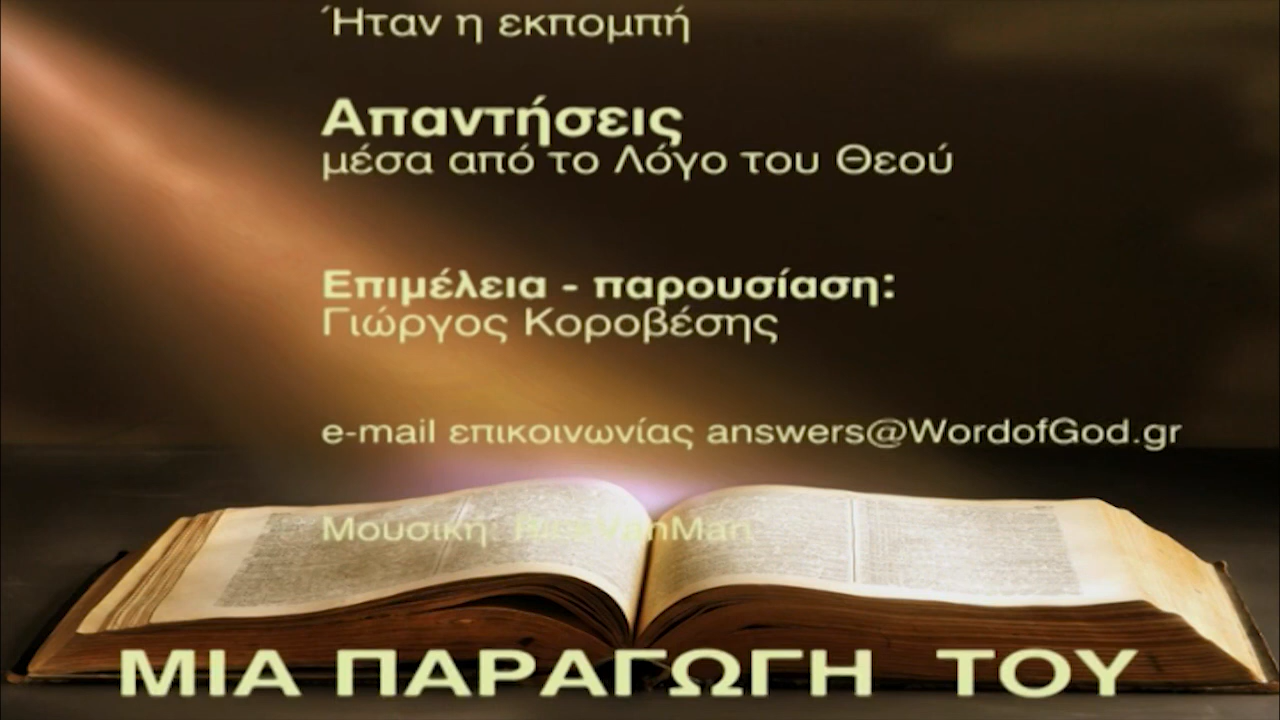 Ήταν η εκπομπή
Απαντήσεις
μέσα από το Λόγο του Θεού
Επιμέλεια - παρουσίαση:
Γιώργος Κοροβέσης
e-mail επικοινωνίας answers@WordofGod.gr
Μουσική:
ΜΙΑ ΠΑΡΑΓΩΓΗ ΤΟΥ